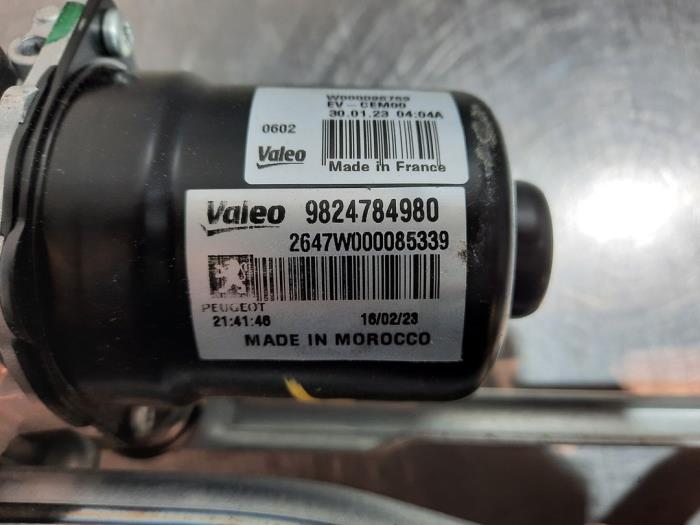 W000096769
EV-CEM00
30.01.23 04:04A
0602
Valeo
Made in France
Valeo 9824784980
2647W000085339
PEUGEOT
21:41:46 16/02/23
MADE IN MOROCCO